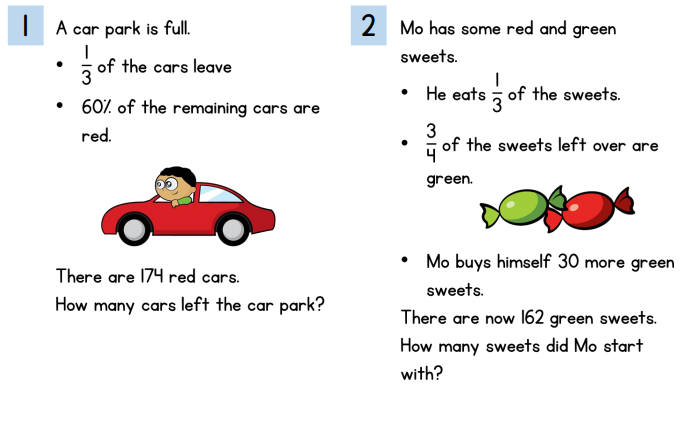 1
A car park is full.
• 1/3 of the cars leave
• 60% of the remaining cars are
red.
There are 174 red cars.
How many cars left the car park?
2
Mo has some red and green
sweets.
• He eats 1/3 of the sweets.
• 3/4 of the sweets left over are
green.
• Mo buys himself 30 more green
sweets.
There are now 162 green sweets.
How many sweets did Mo start
with?